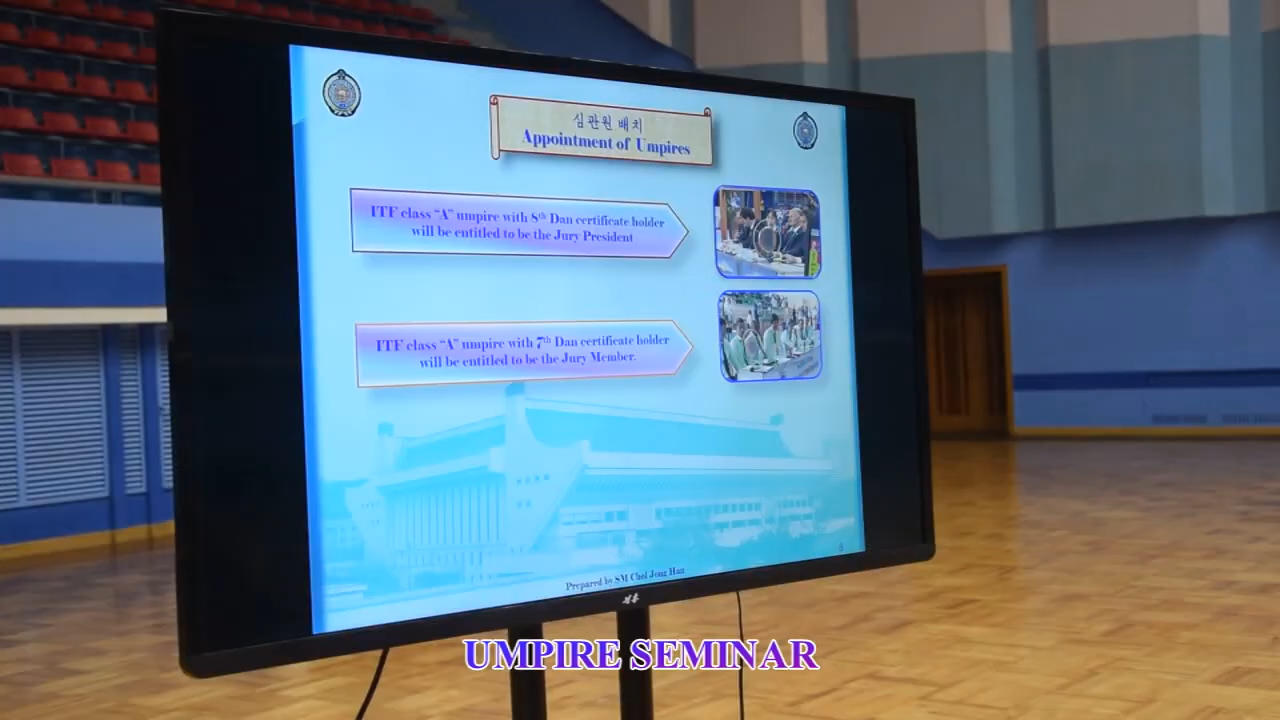 심판원 배치
Appointment of Umpires
ITF class “A” umpire with 8th Dan certificate holder
will be entitled to be the Jury President
ITF class “A” umpire with 7th Dan certificate holder
will be entitled to be the Jury Member.
Prepared by SM Choi Jong Han
UMPIRE SEMINAR